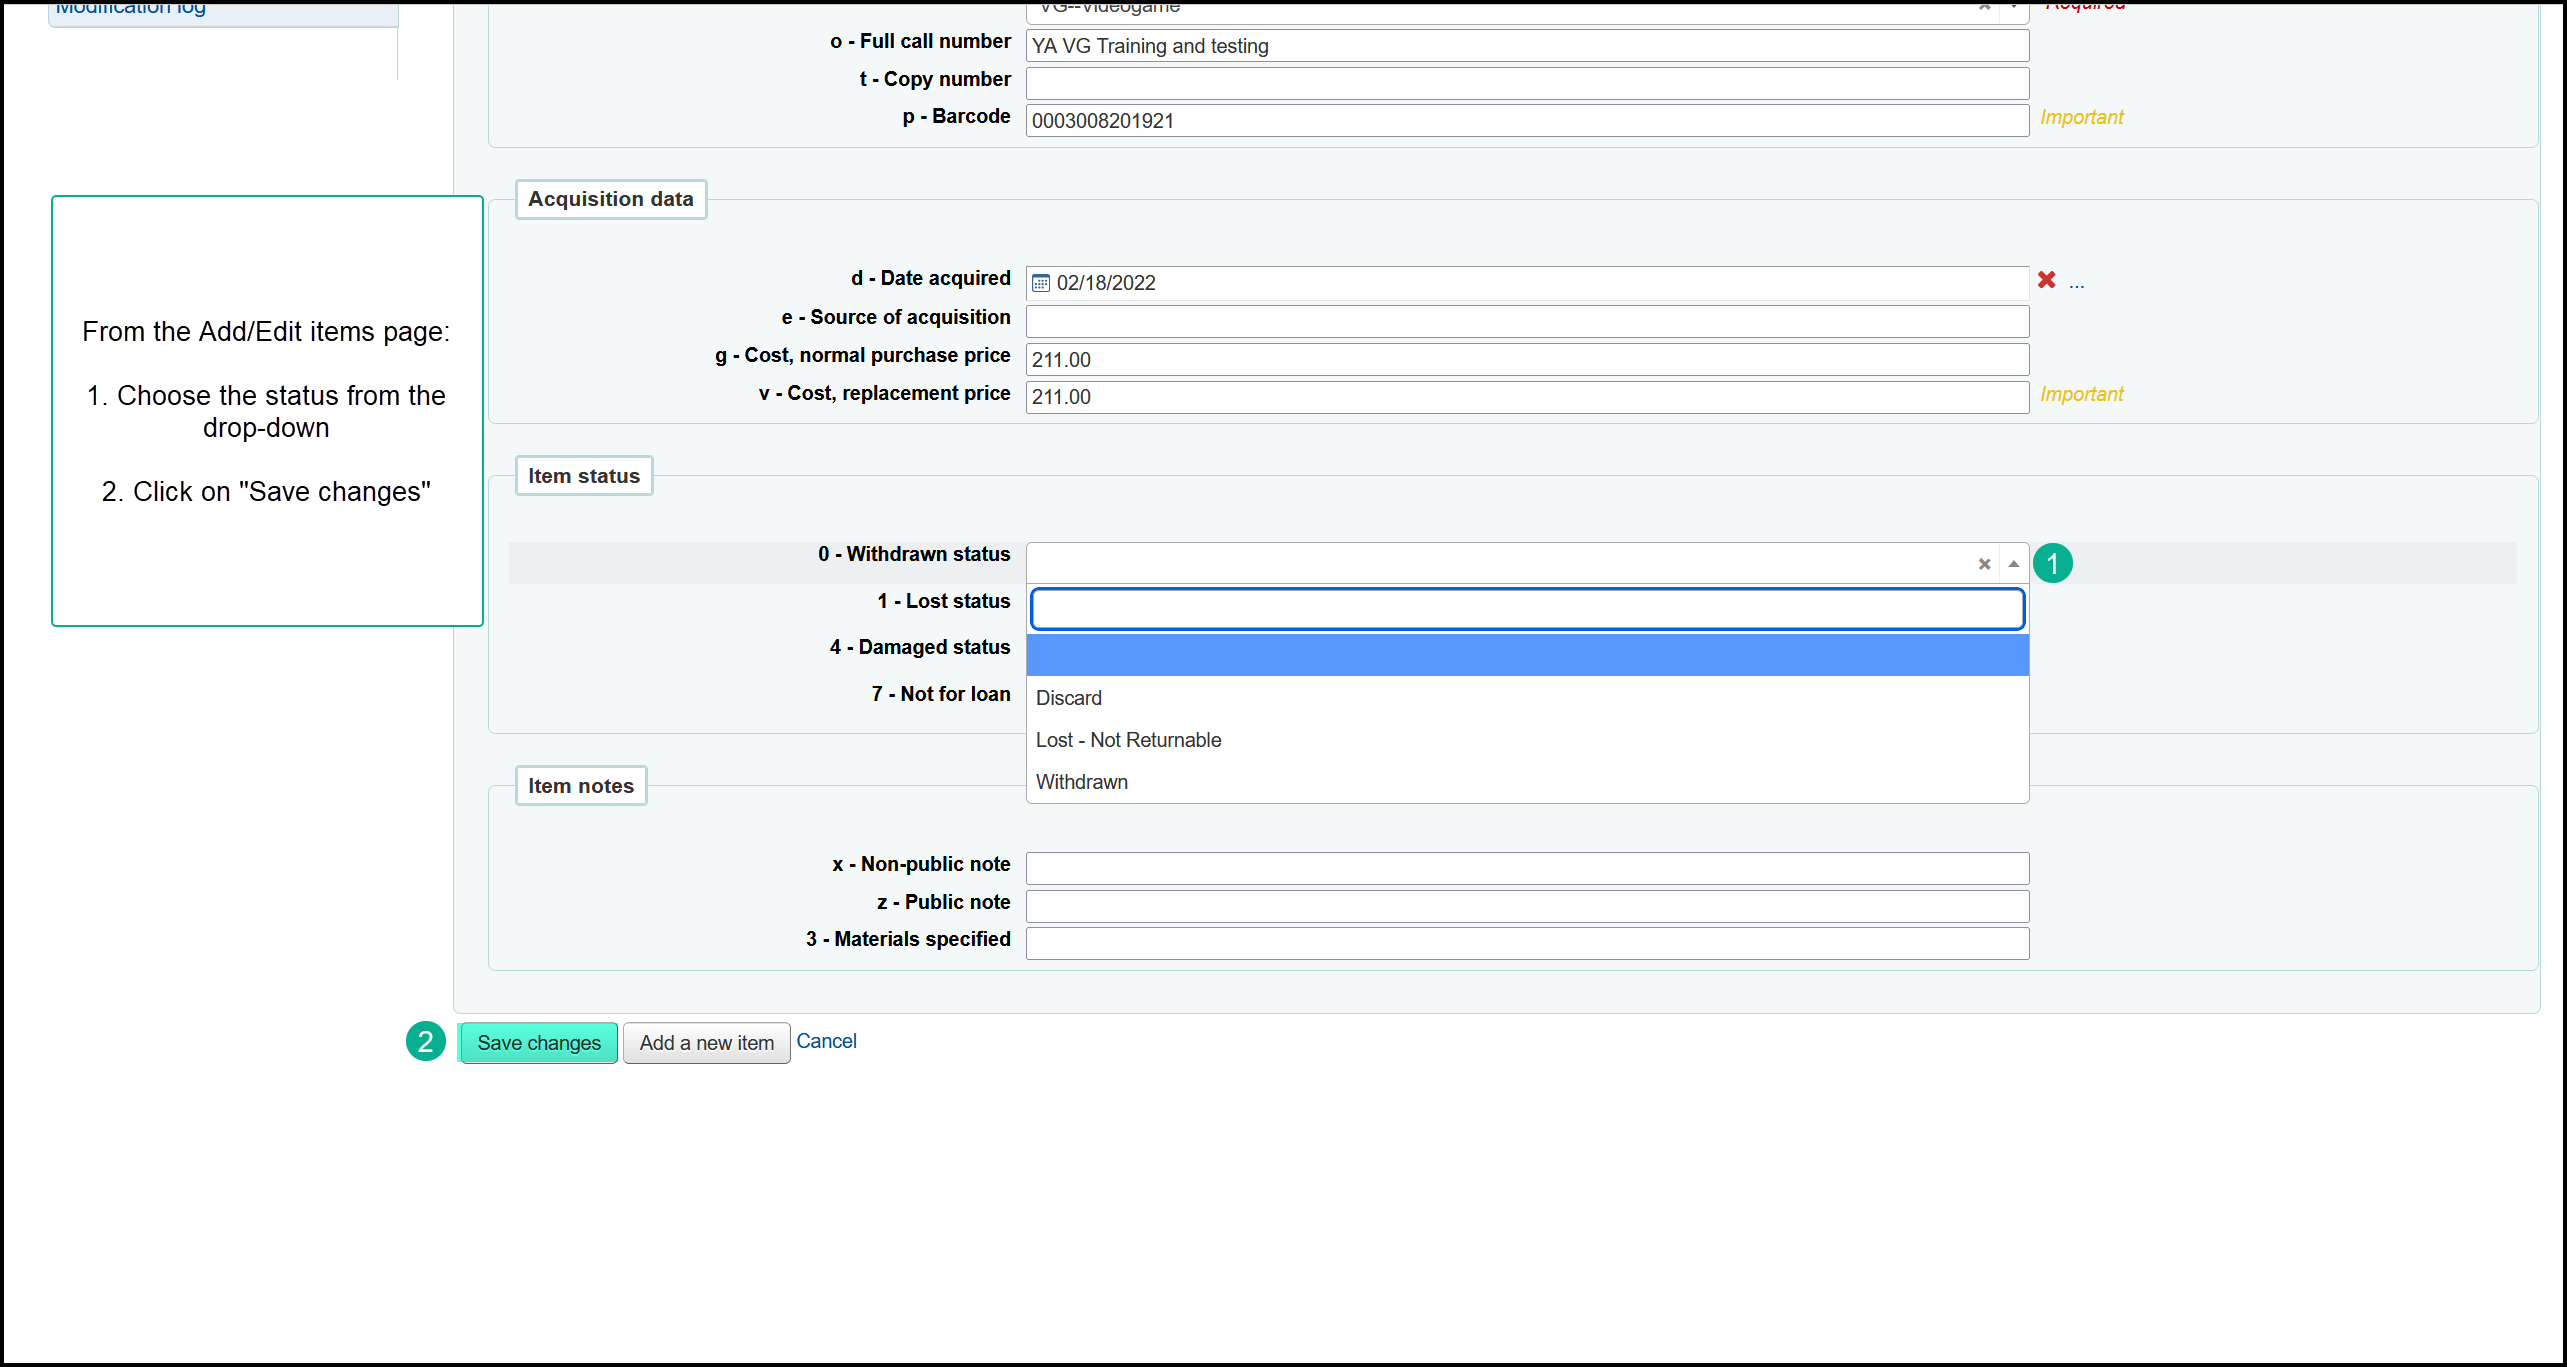 Modification log
VG--Videogame
Required
o - Full call number
YA VG Training and testing
t - Copy number
p - Barcode
0003008201921
Important
Acquisition data
d - Date acquired
02/18/2022
...
e - Source of acquisition
g - Cost, normal purchase price
211.00
v - Cost, replacement price
211.00
Important
From the Add/Edit items page:
1. Choose the status from the
drop-down
2. Click on "Save changes"
Item status
0 - Withdrawn status
1
1 - Lost status
4 - Damaged status
7 - Not for loan
Discard
Lost - Not Returnable
Withdrawn
Item notes
x - Non-public note
z - Public note
3 - Materials specified
2
Save changes
Add a new item
Cancel